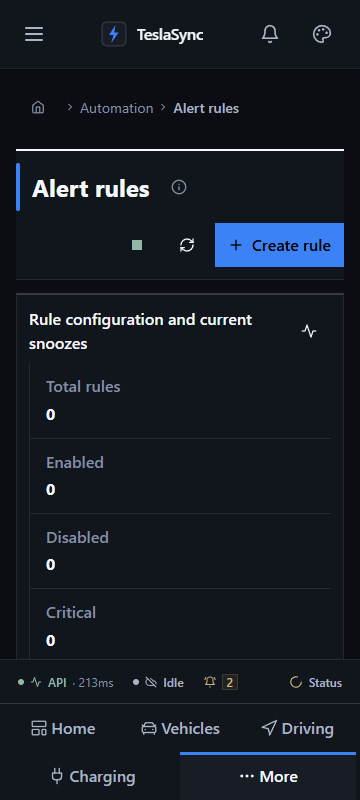 TeslaSync
Automation
Alert rules
Alert rules
Create rule
Rule configuration and current
snoozes
Total rules
0
Enabled
0
Disabled
0
Critical
0
API · 213ms
Idle
2
Status
Home
Vehicles
Driving
Charging
More